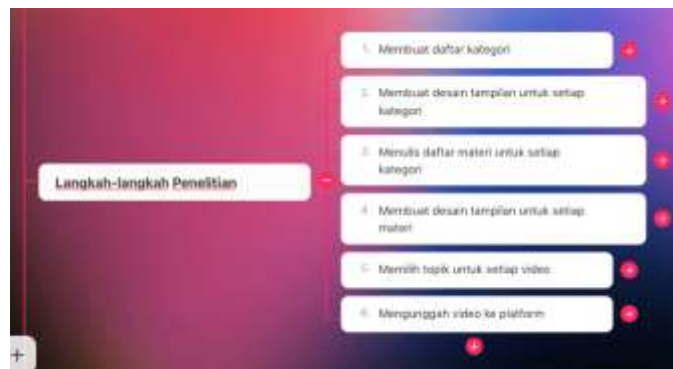 Langkah-langkah Penelitian
1. Membuat daftar kategori
2. Membuat desain tampilan untuk setiap
kategori
3. Menulis daftar materi untuk setiap
kategori
4. Membuat desain tampilan untuk setiap
materi
5. Memilih topik untuk setiap video
6. Mengunggah video ke platform